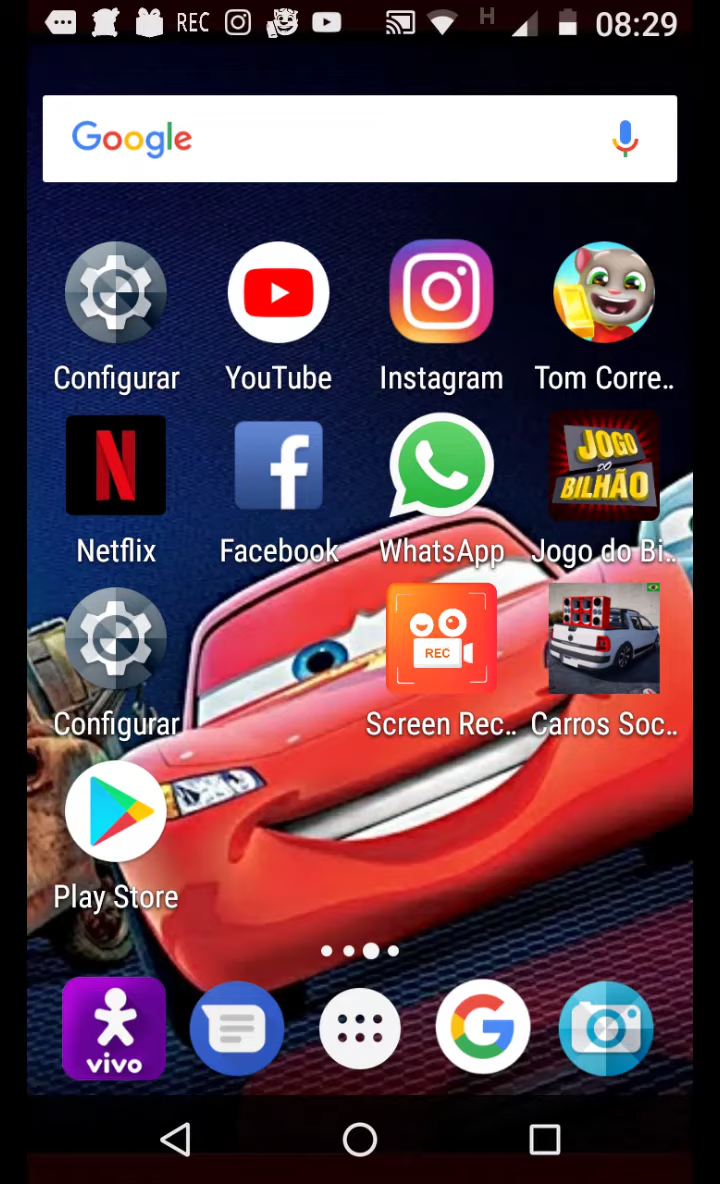 REC
H
08:29
Google
Configurar
YouTube
Instagram
Tom Corre..
N
f
JOGO
DO
BILHÃO
Netflix
Facebook
WhatsApp
Jogo do Bi..
REC
Configurar
Screen Rec..
Carros Soc..
Play Store
vivo
G